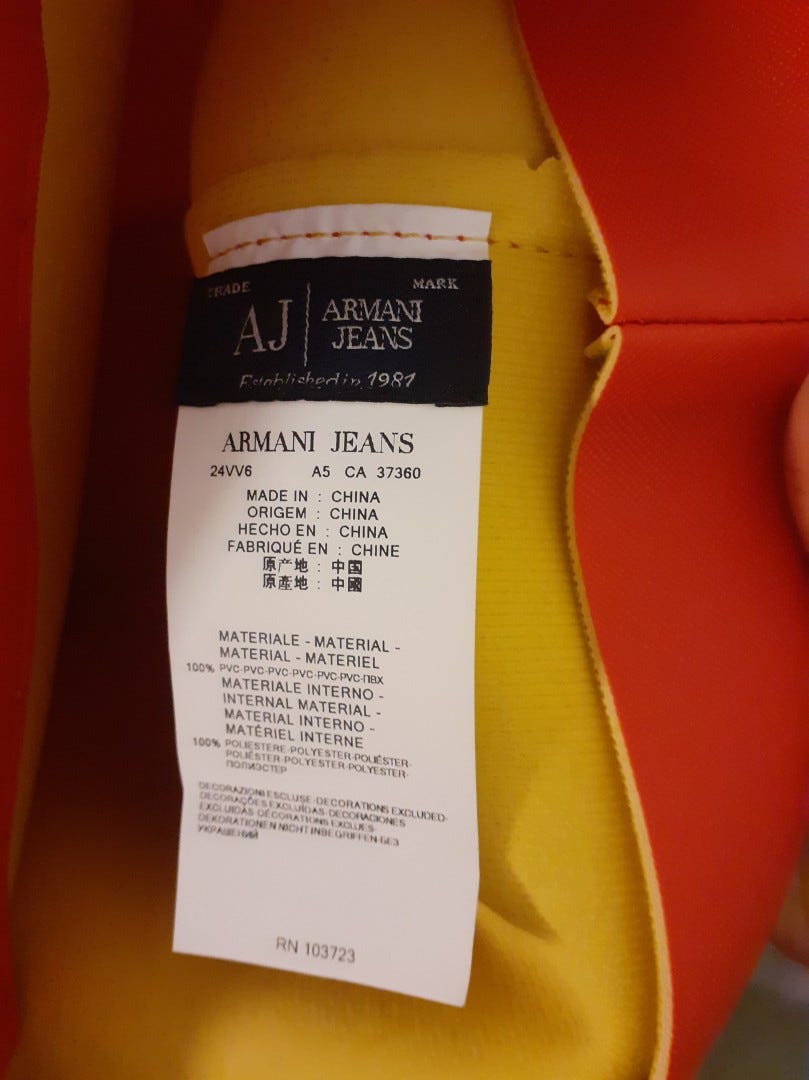 TRADE MARK
AJ ARMANI JEANS
Established in 1981
ARMANI JEANS
24VV6 A5 CA 37360
MADE IN : CHINA
ORIGEM : CHINA
HECHO EN : CHINA
FABRIQUÉ EN : CHINE
原产地 : 中国
原產地 : 中國
MATERIALE - MATERIAL -
MATERIAL - MATERIEL
100% PVC-PVC-PVC-PVC-PVC-PVC-ПВХ
MATERIALE INTERNO -
INTERNAL MATERIAL -
MATERIAL INTERNO -
MATÉRIEL INTERNE
100% POLIESTERE-POLYESTER-POLIÉSTER-
POLIÉSTER-POLYESTER-POLYESTER-
ПОЛИЭСТЕР
DECORAZIONI ESCLUSE-DECORATIONS EXCLUDED-
DECORAÇÕES EXCLUÍDAS-DECORACIONES
EXCLUIDAS-DÉCORATIONS EXCLUES-
DEKORATIONEN NICHT INBEGRIFFEN-БЕЗ
УКРАШЕНИЙ
RN 103723